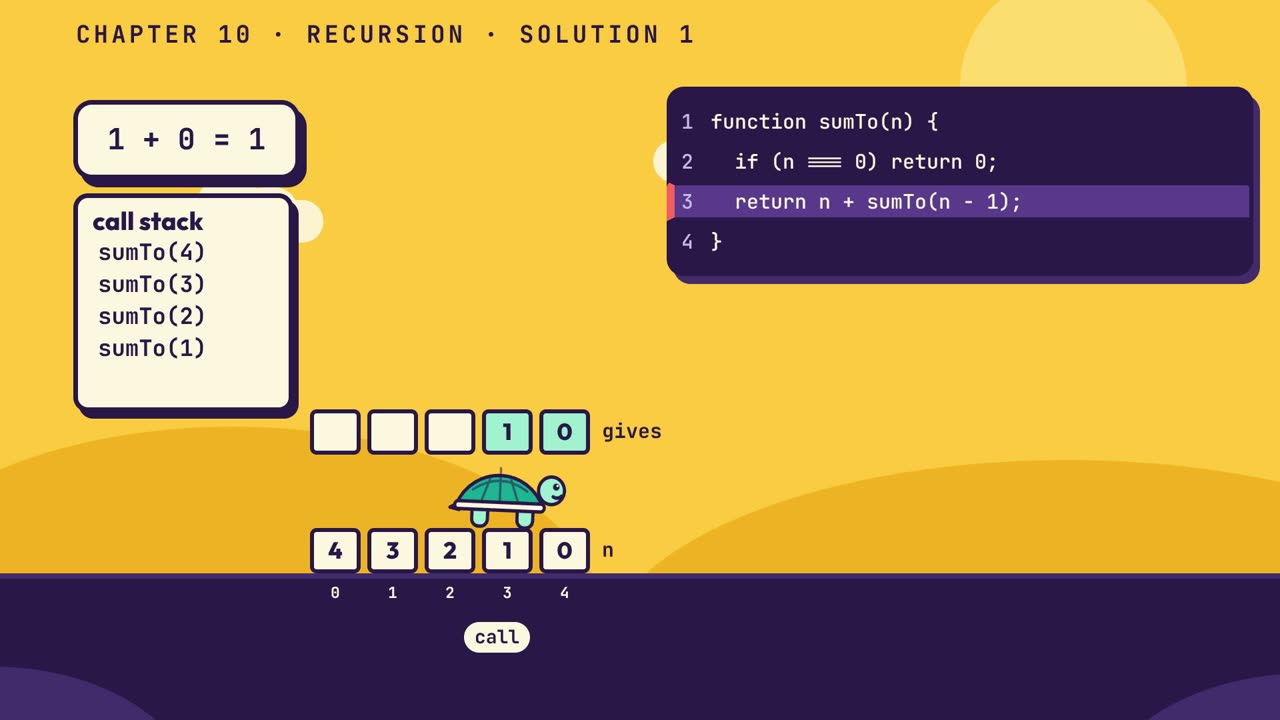 CHAPTER 10 · RECURSION · SOLUTION 1
1 + 0 = 1
call stack
sumTo(4)
sumTo(3)
sumTo(2)
sumTo(1)
1 function sumTo(n) {
2 if (n === 0) return 0;
3 return n + sumTo(n - 1);
4 }
1 0 gives
4 3 2 1 0 n
0 1 2 3 4
call